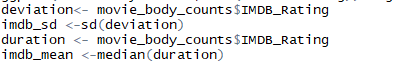 deviation<- movie_body_counts$IMDB_Rating
imdb_sd <-sd(deviation)
duration <- movie_body_counts$IMDB_Rating
imdb_mean <-median(duration)